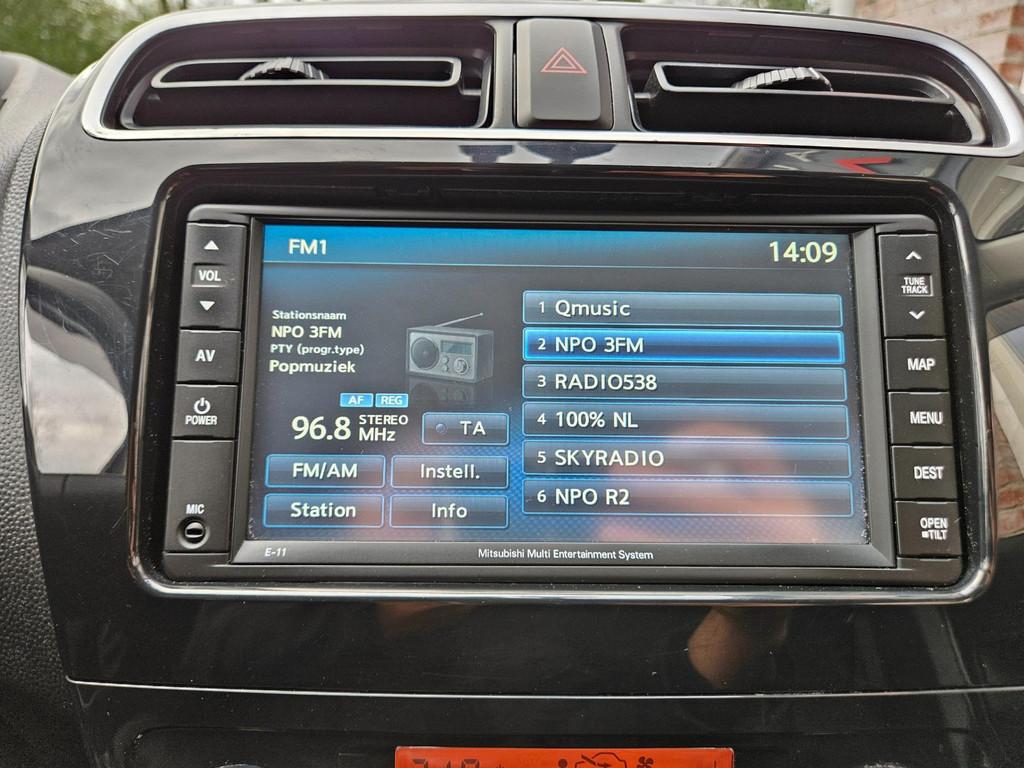 FM1 14:09
VOL
AV
POWER
MIC
Stationsnaam
NPO 3FM
PTY (progr.type)
Popmuziek
AF REG
96.8 STEREO MHz
TA
FM/AM Instell.
Station Info
1 Qmusic
2 NPO 3FM
3 RADIO538
4 100% NL
5 SKYRADIO
6 NPO R2
TUNE
TRACK
MAP
MENU
DEST
OPEN
TILT
E-11 Mitsubishi Multi Entertainment System